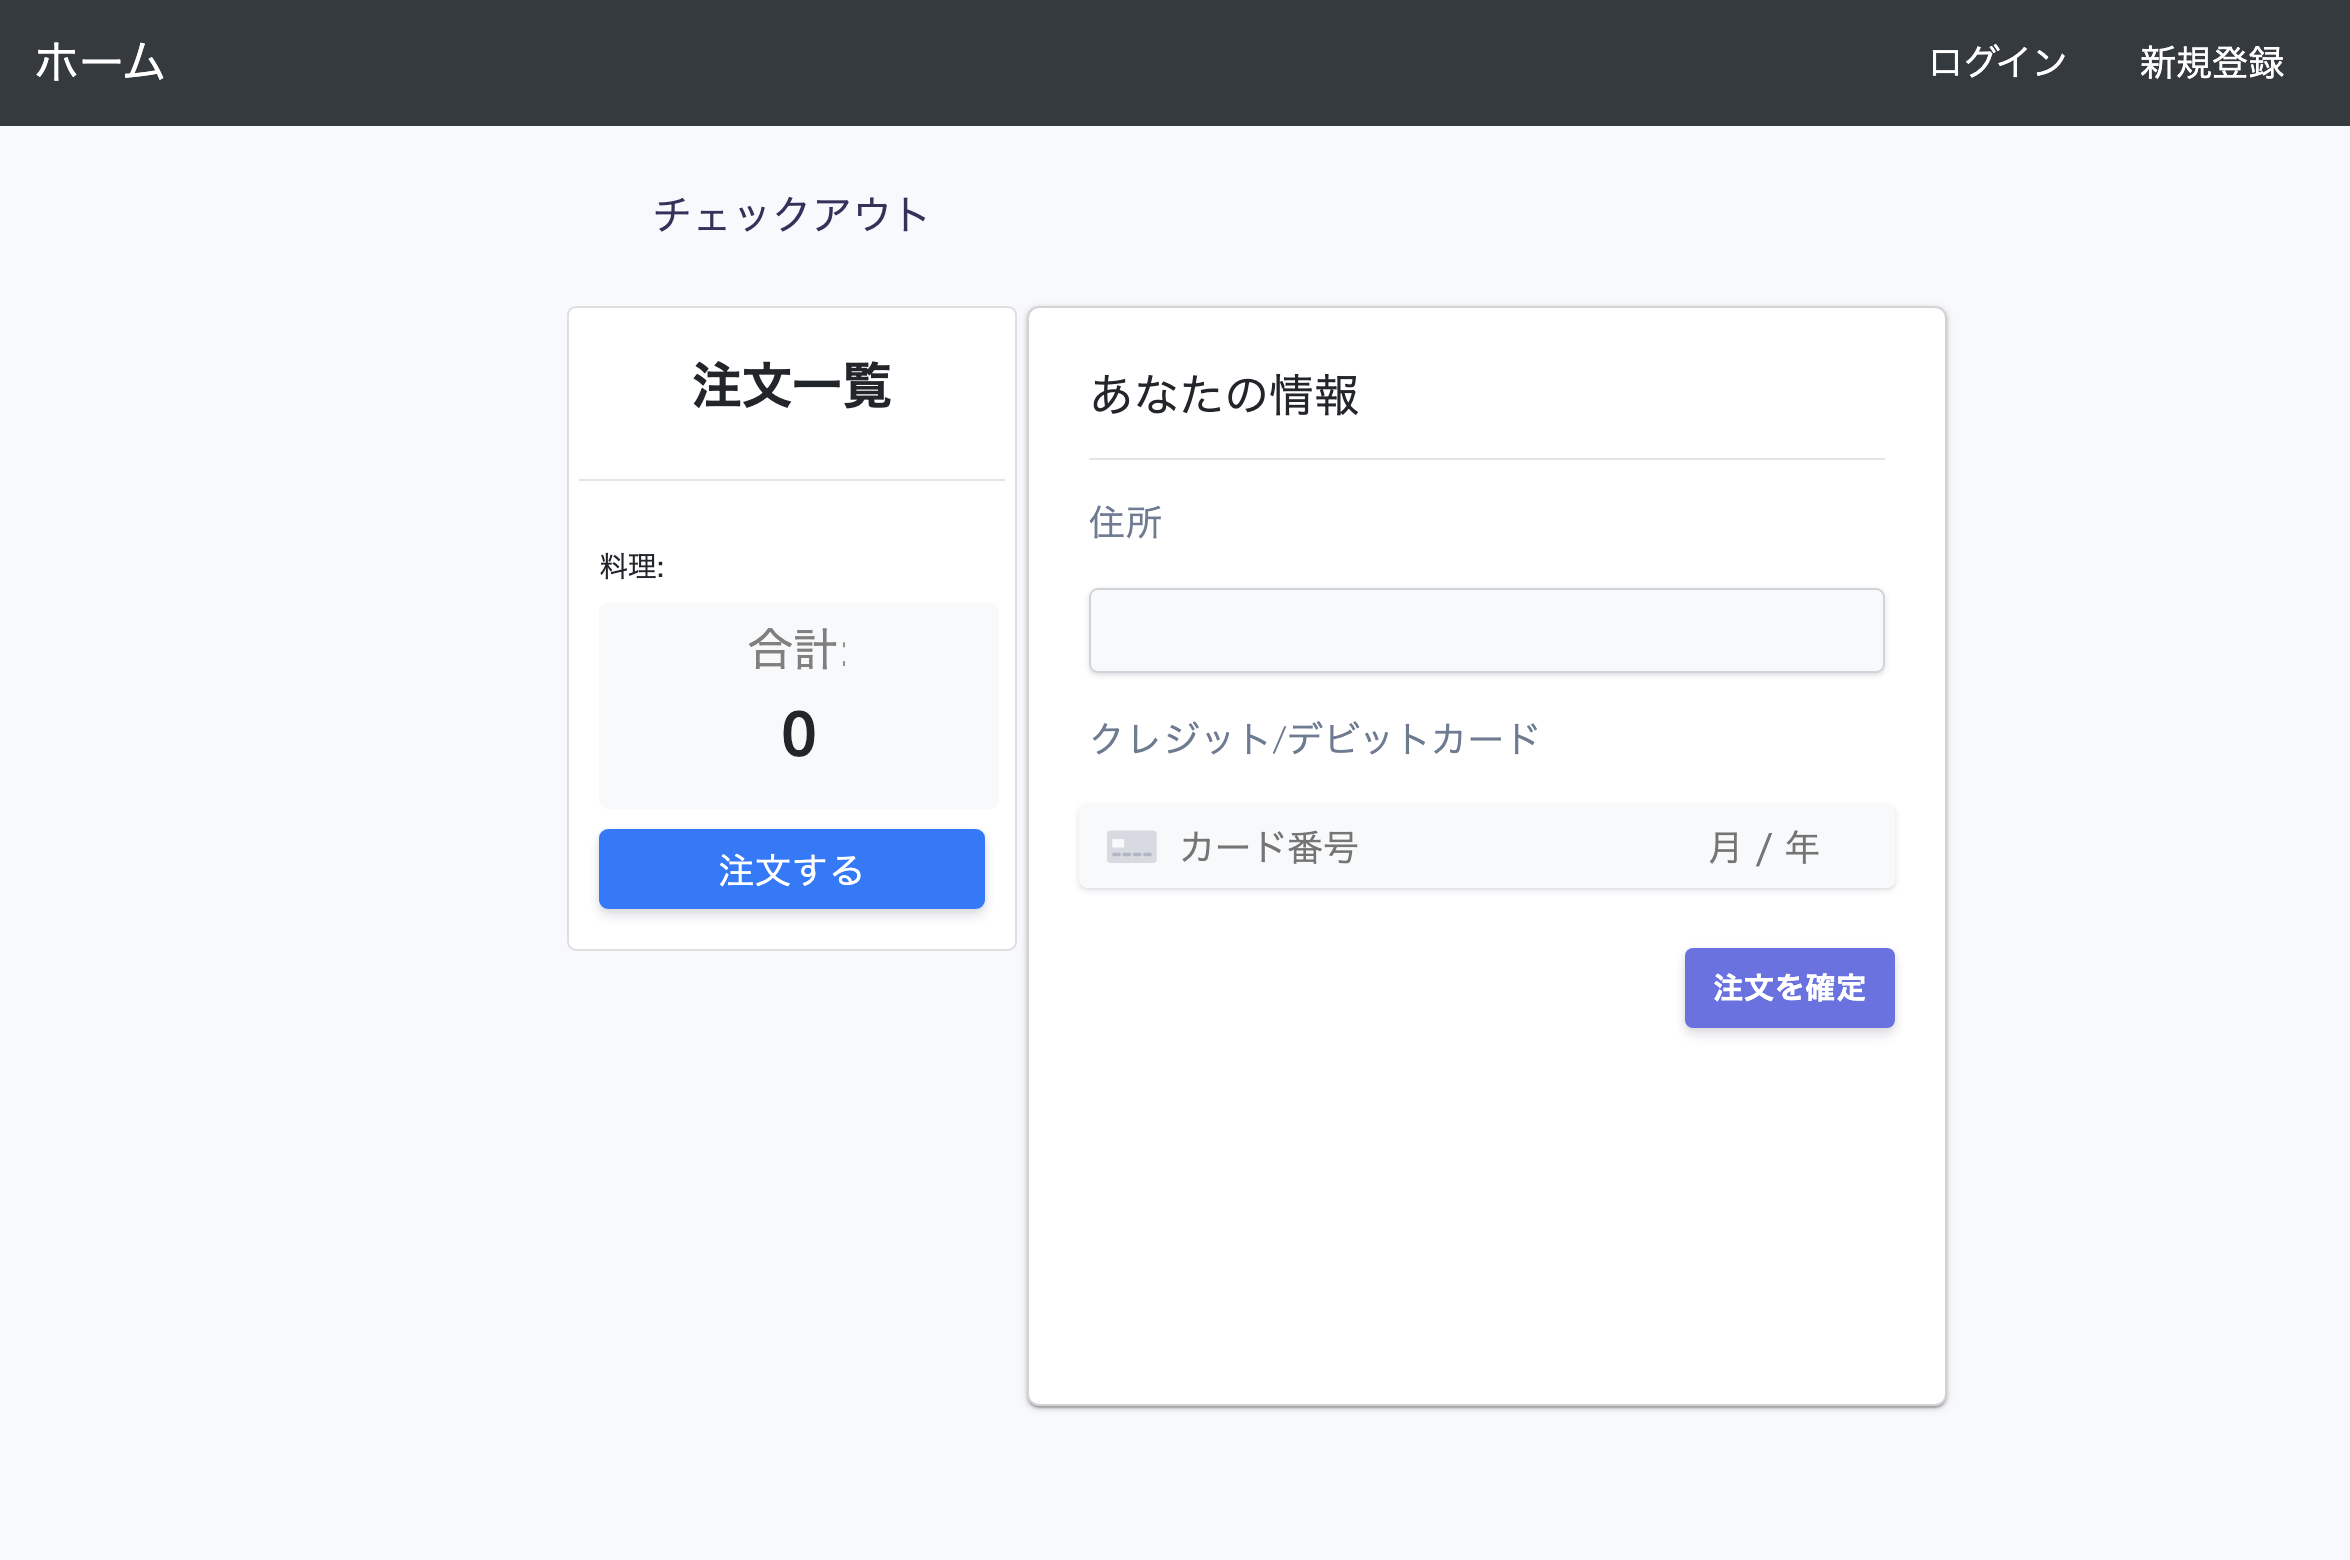 ホーム
ログイン
新規登録
チェックアウト
注文一覧
料理:
合計:
0
注文する
あなたの情報
住所
クレジット/デビットカード
カード番号
月 / 年
注文を確定